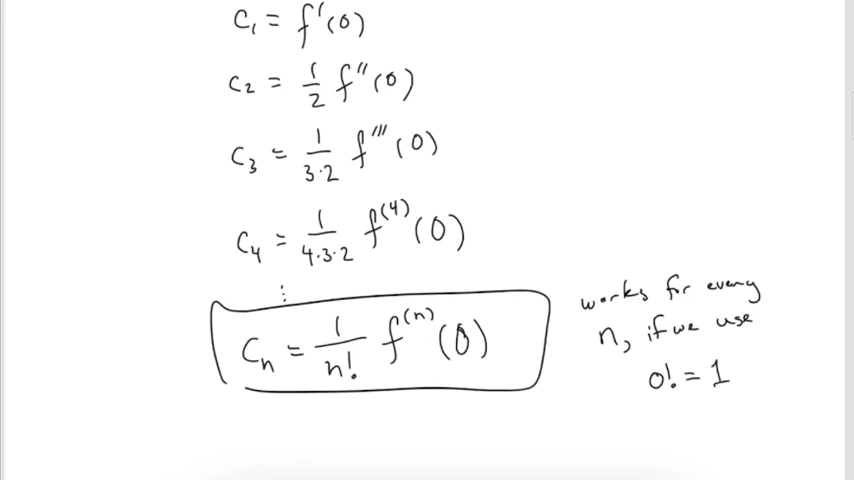 c₁ = f'(0)
c₂ = 1/2 f''(0)
c₃ = 1/(3·2) f'''(0)
c₄ = 1/(4·3·2) f⁽⁴⁾(0)
⋮
cₙ = 1/n! f⁽ⁿ⁾(0)
works for every
n, if we use
0! = 1